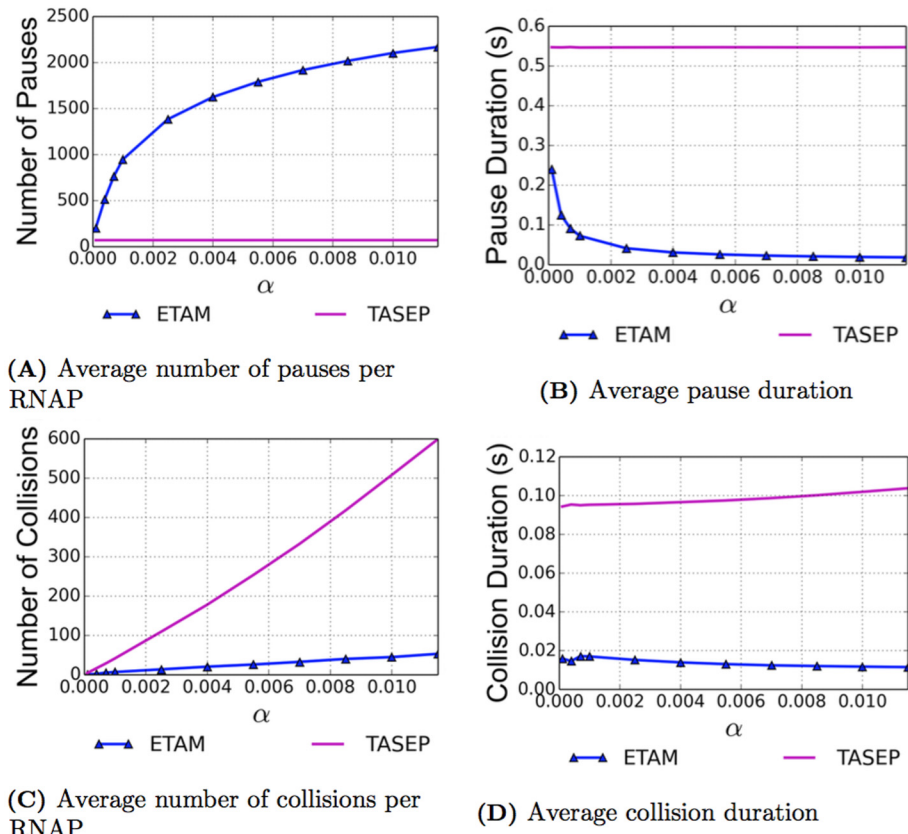 2500
2000
1500
1000
500
0
Number of Pauses
0.000 0.002 0.004 0.006 0.008 0.010
α
ETAM TASEP
(A) Average number of pauses per
RNAP
0.6
0.5
0.4
0.3
0.2
0.1
0.0
Pause Duration (s)
0.000 0.002 0.004 0.006 0.008 0.010
α
ETAM TASEP
(B) Average pause duration
600
500
400
300
200
100
0
Number of Collisions
0.000 0.002 0.004 0.006 0.008 0.010
α
ETAM TASEP
(C) Average number of collisions per
RNAP
0.12
0.10
0.08
0.06
0.04
0.02
0.00
Collision Duration (s)
0.000 0.002 0.004 0.006 0.008 0.010
α
ETAM TASEP
(D) Average collision duration